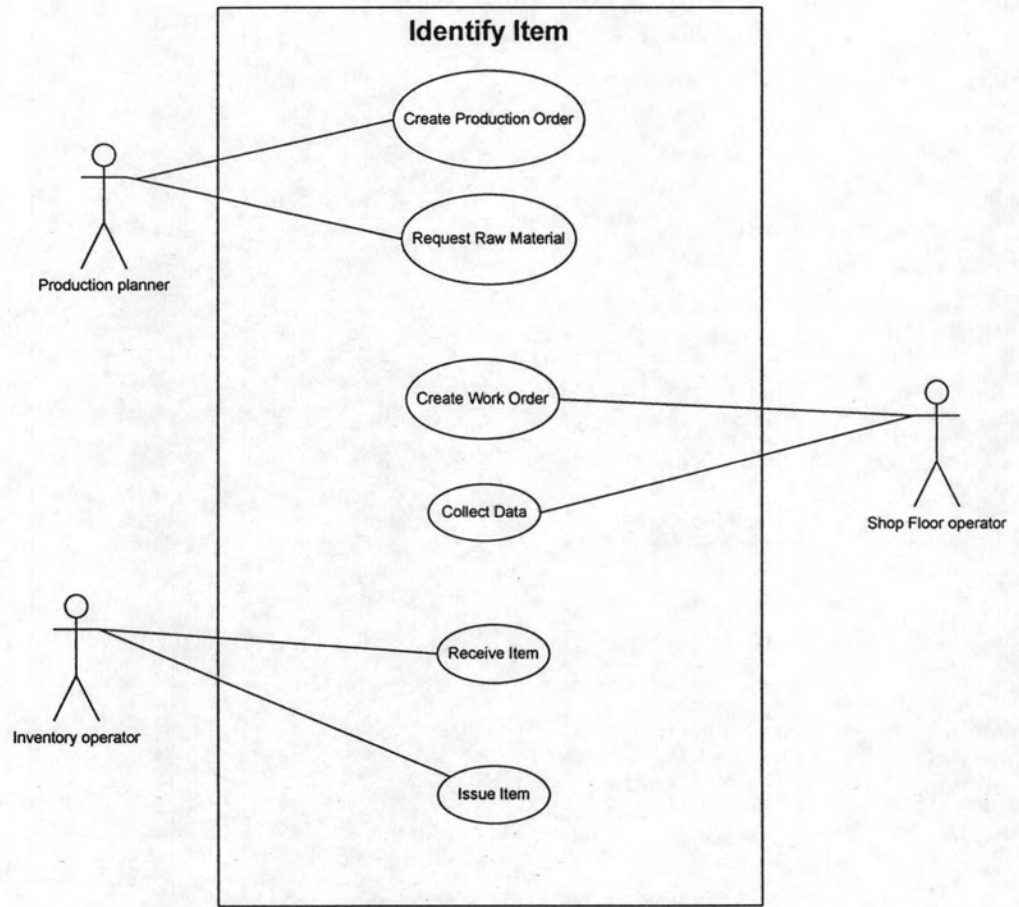 Identify Item
Create Production Order
Request Raw Material
Production planner
Create Work Order
Collect Data
Shop Floor operator
Receive Item
Inventory operator
Issue Item